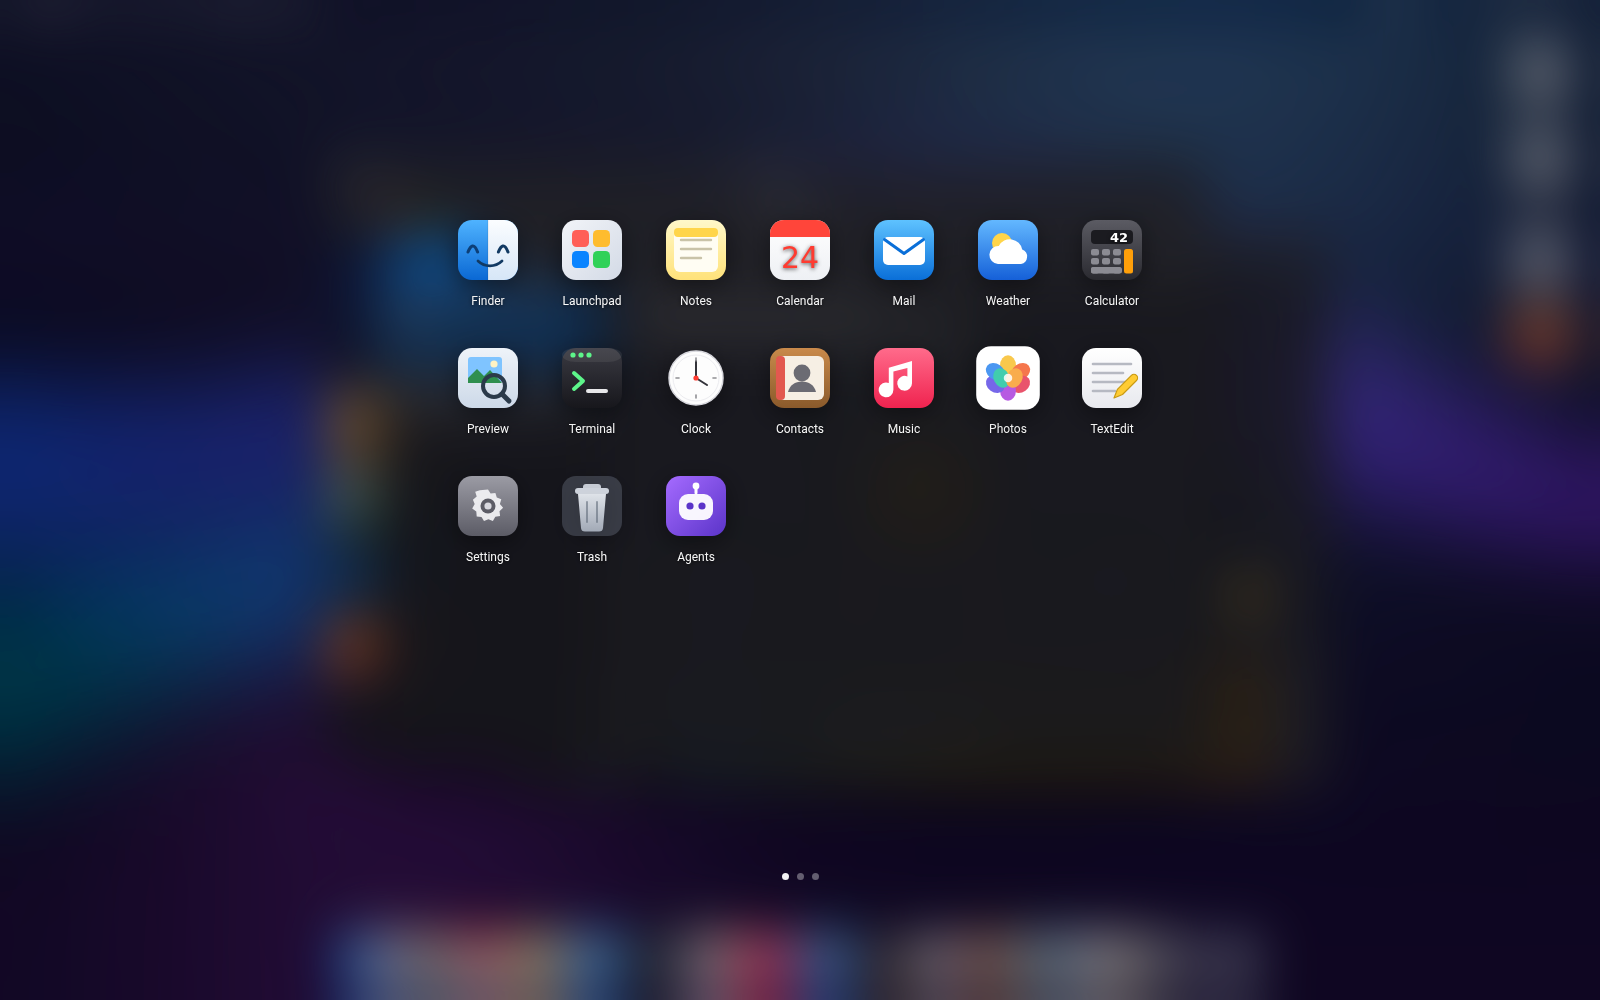 Finder Launchpad Notes Calendar Mail Weather Calculator
24
42
Preview Terminal Clock Contacts Music Photos TextEdit
Settings Trash Agents